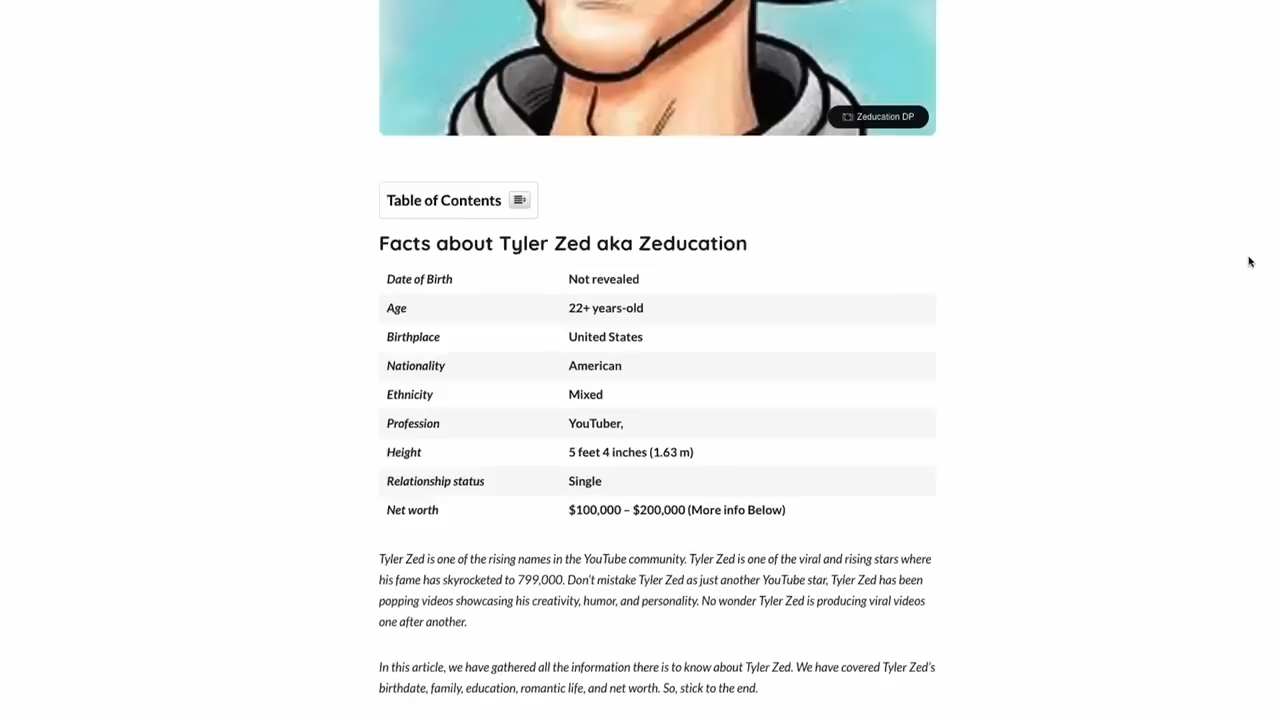 Zeducation DP
Table of Contents
Facts about Tyler Zed aka Zeducation
Date of Birth Not revealed
Age 22+ years-old
Birthplace United States
Nationality American
Ethnicity Mixed
Profession YouTuber,
Height 5 feet 4 inches (1.63 m)
Relationship status Single
Net worth $100,000 – $200,000 (More info Below)
Tyler Zed is one of the rising names in the YouTube community. Tyler Zed is one of the viral and rising stars where
his fame has skyrocketed to 799,000. Don't mistake Tyler Zed as just another YouTube star, Tyler Zed has been
popping videos showcasing his creativity, humor, and personality. No wonder Tyler Zed is producing viral videos
one after another.
In this article, we have gathered all the information there is to know about Tyler Zed. We have covered Tyler Zed's
birthdate, family, education, romantic life, and net worth. So, stick to the end.